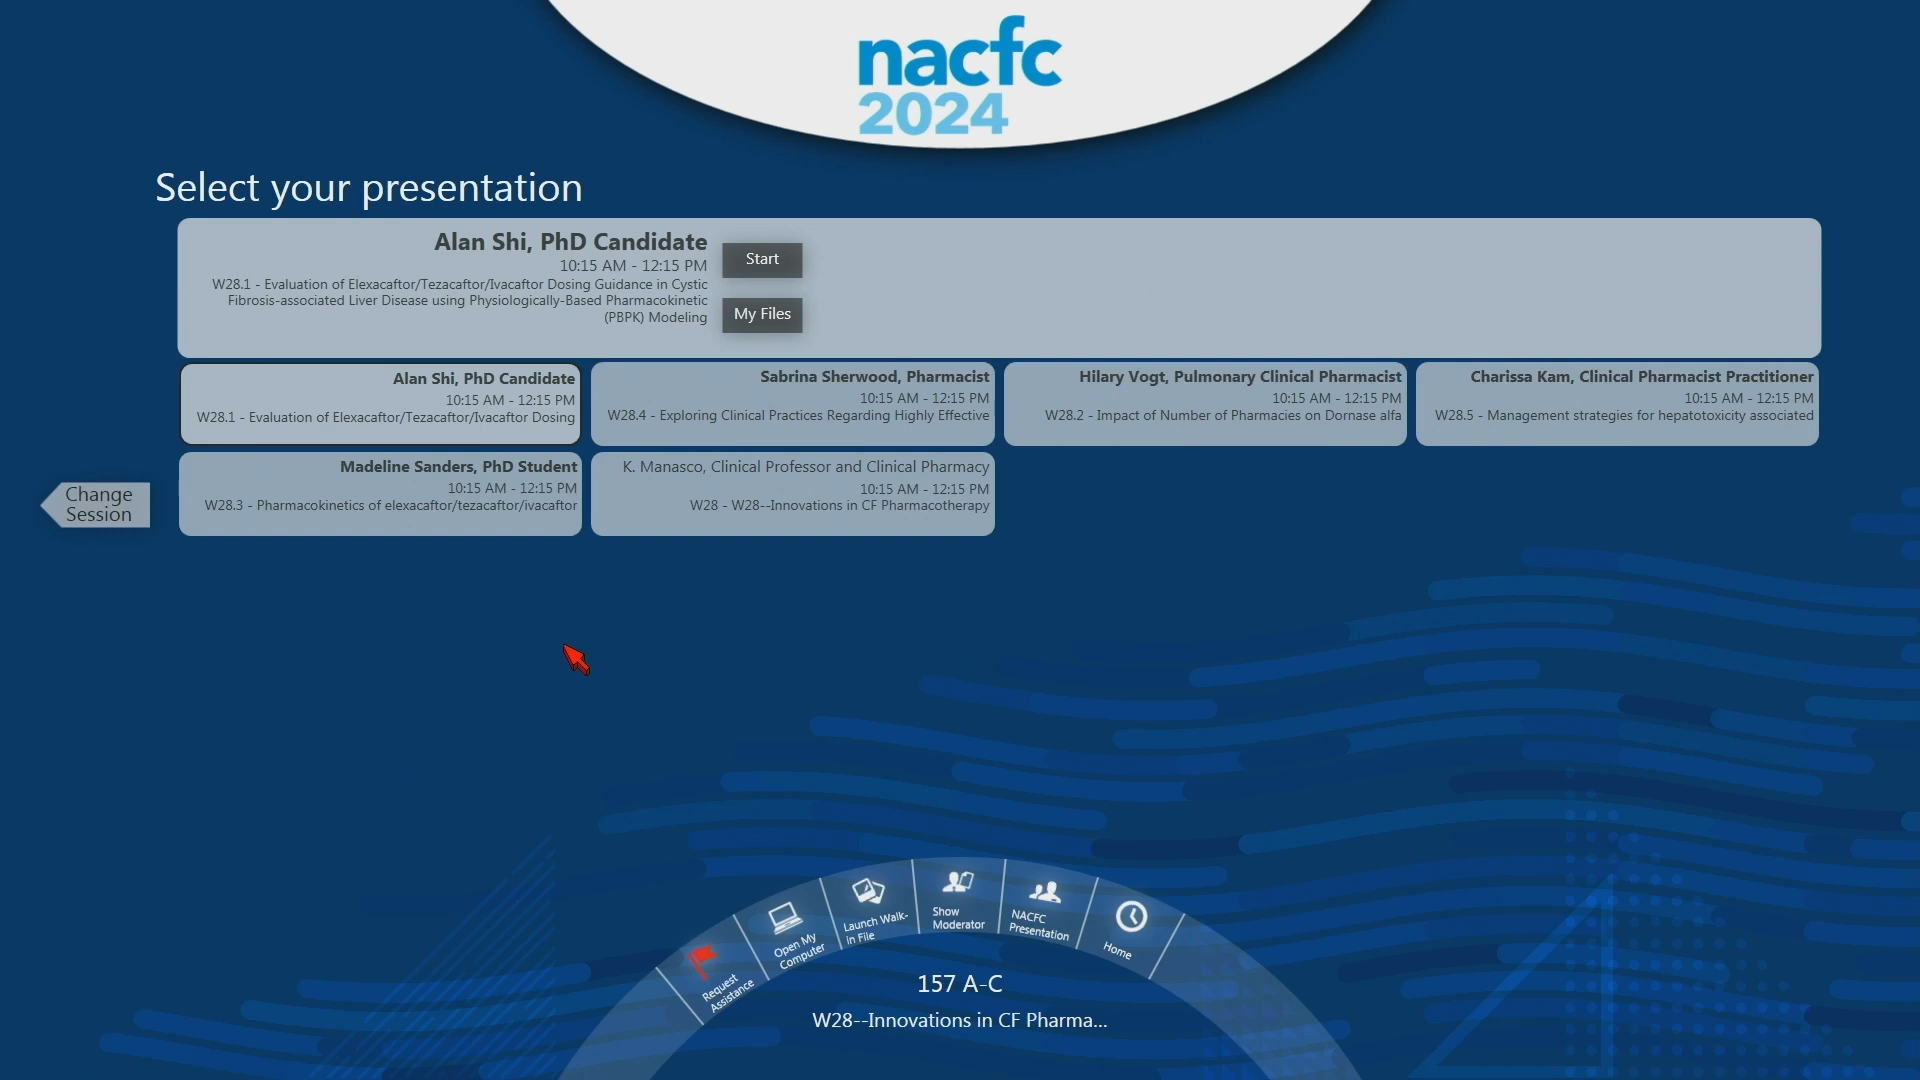 nacfc
2024
Select your presentation
Alan Shi, PhD Candidate
10:15 AM - 12:15 PM
W28.1 - Evaluation of Elexacaftor/Tezacaftor/Ivacaftor Dosing Guidance in Cystic
Fibrosis-associated Liver Disease using Physiologically-Based Pharmacokinetic
(PBPK) Modeling
Start
My Files
Alan Shi, PhD Candidate
10:15 AM - 12:15 PM
W28.1 - Evaluation of Elexacaftor/Tezacaftor/Ivacaftor Dosing
Sabrina Sherwood, Pharmacist
10:15 AM - 12:15 PM
W28.4 - Exploring Clinical Practices Regarding Highly Effective
Hilary Vogt, Pulmonary Clinical Pharmacist
10:15 AM - 12:15 PM
W28.2 - Impact of Number of Pharmacies on Dornase alfa
Charissa Kam, Clinical Pharmacist Practitioner
10:15 AM - 12:15 PM
W28.5 - Management strategies for hepatotoxicity associated
Madeline Sanders, PhD Student
10:15 AM - 12:15 PM
W28.3 - Pharmacokinetics of elexacaftor/tezacaftor/ivacaftor
K. Manasco, Clinical Professor and Clinical Pharmacy
10:15 AM - 12:15 PM
W28 - W28--Innovations in CF Pharmacotherapy
Change
Session
Request
Assistance
Open My
Computer
Launch Walk-
in File
Show
Moderator
NACFC
Presentation
Home
157 A-C
W28--Innovations in CF Pharma...